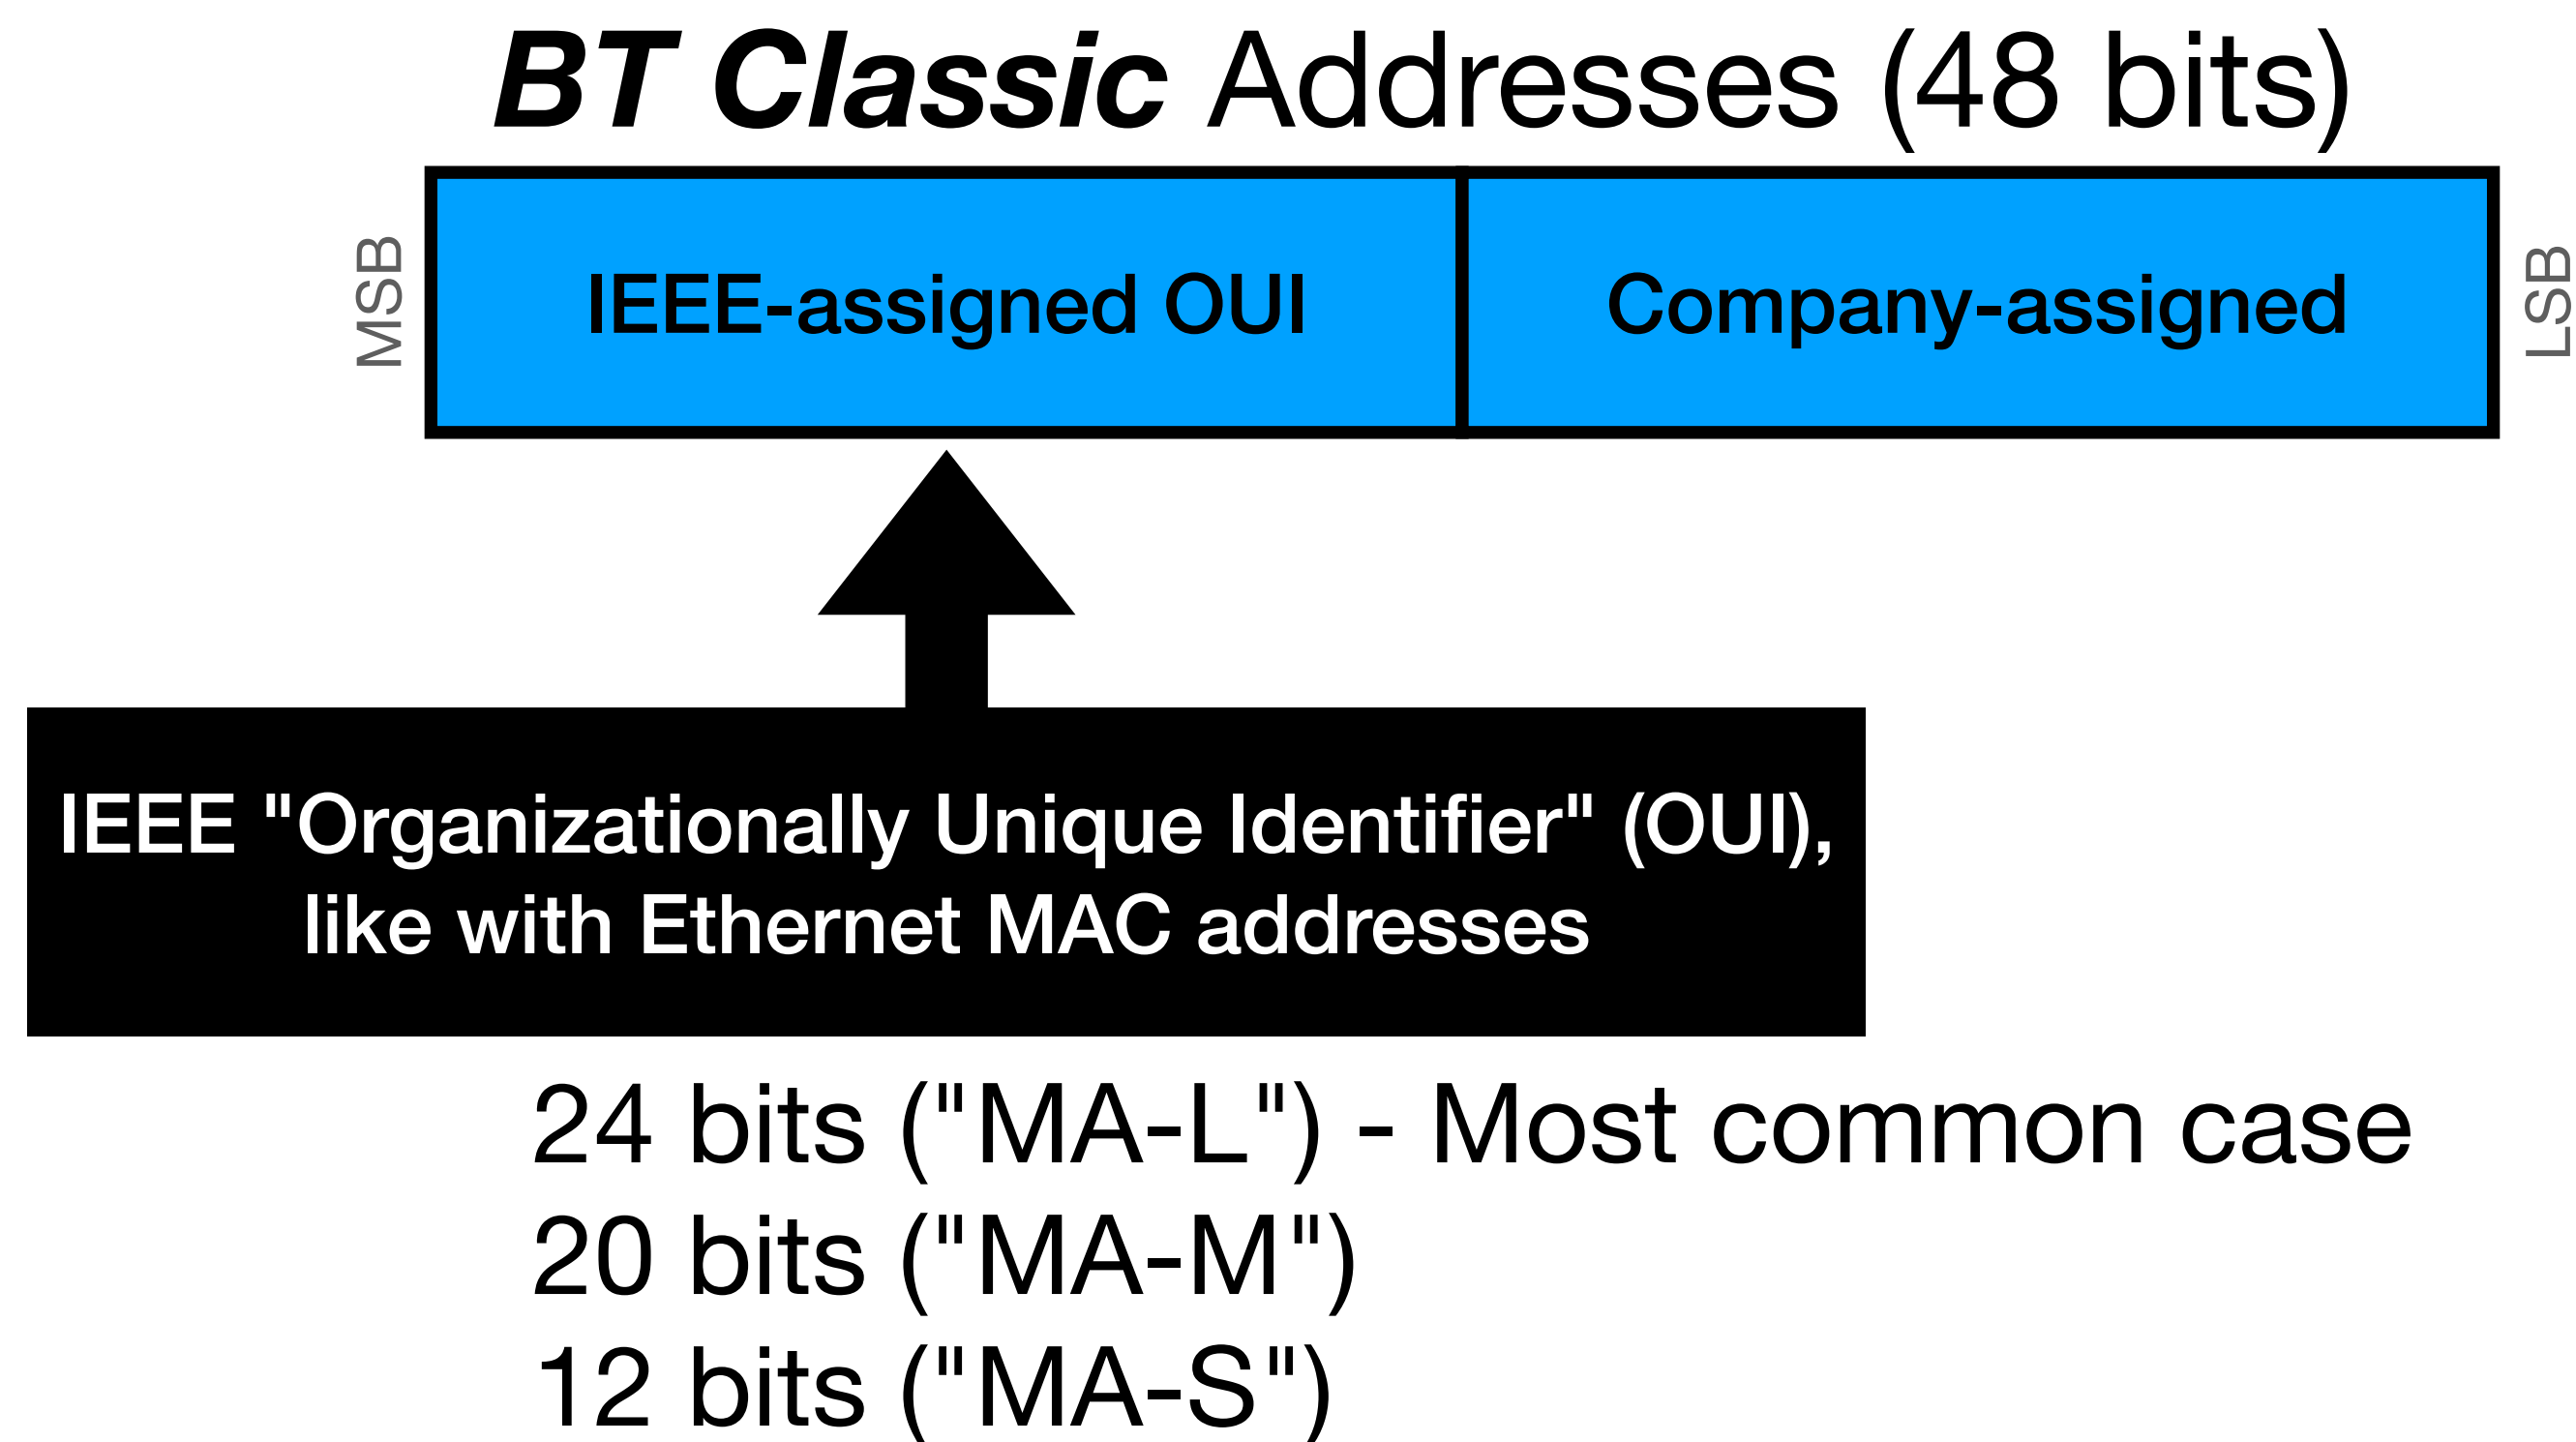 BT Classic Addresses (48 bits)
MSB
IEEE-assigned OUI
Company-assigned
LSB
IEEE "Organizationally Unique Identifier" (OUI),
like with Ethernet MAC addresses
24 bits ("MA-L") - Most common case
20 bits ("MA-M")
12 bits ("MA-S")